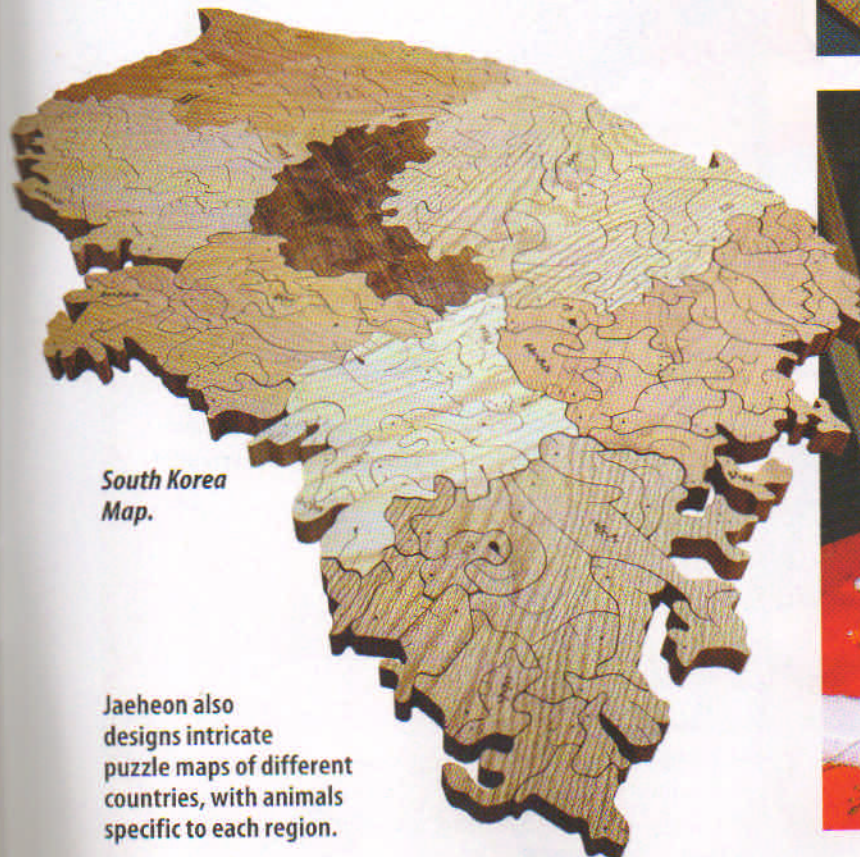 South Korea
Map.
Jaeheon also
designs intricate
puzzle maps of different
countries, with animals
specific to each region.